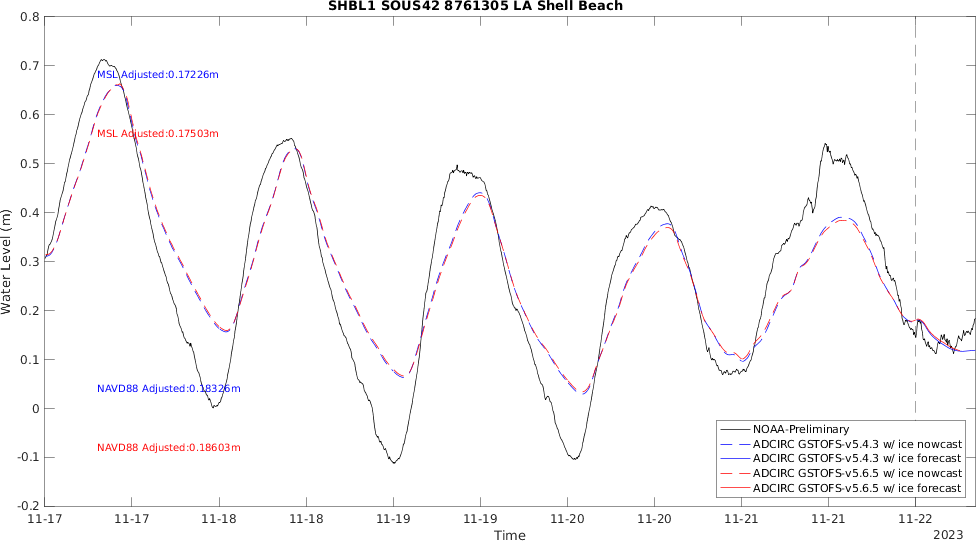 SHBL1 SOUS42 8761305 LA Shell Beach
0.8
0.7
0.6
0.5
0.4
0.3
0.2
0.1
0
-0.1
-0.2
Water Level (m)
MSL Adjusted:0.17226m
MSL Adjusted:0.17503m
NAVD88 Adjusted:0.18326m
NAVD88 Adjusted:0.18603m
NOAA-Preliminary
ADCIRC GSTOFS-v5.4.3 w/ ice nowcast
ADCIRC GSTOFS-v5.4.3 w/ ice forecast
ADCIRC GSTOFS-v5.6.5 w/ ice nowcast
ADCIRC GSTOFS-v5.6.5 w/ ice forecast
11-17 11-17 11-18 11-18 11-19 11-19 11-20 11-20 11-21 11-21 11-22
Time
2023